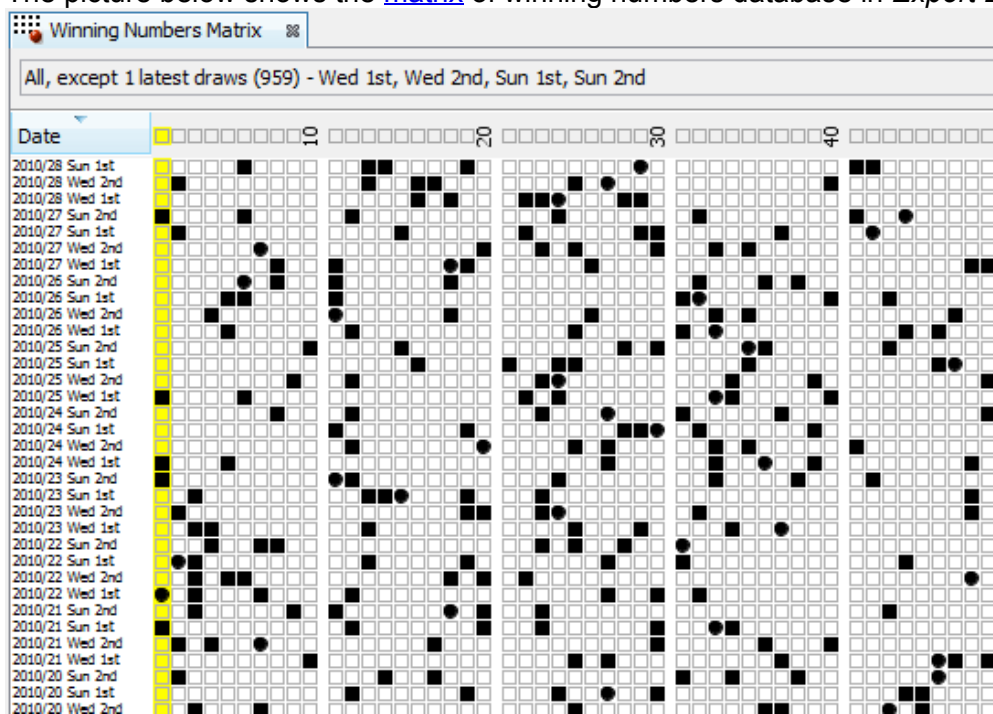 The picture below shows the matrix of winning numbers database in Expert
Winning Numbers Matrix
All, except 1 latest draws (959) - Wed 1st, Wed 2nd, Sun 1st, Sun 2nd
Date 10 20 30 40
2010/28 Sun 1st
2010/28 Wed 2nd
2010/28 Wed 1st
2010/27 Sun 2nd
2010/27 Sun 1st
2010/27 Wed 2nd
2010/27 Wed 1st
2010/26 Sun 2nd
2010/26 Sun 1st
2010/26 Wed 2nd
2010/26 Wed 1st
2010/25 Sun 2nd
2010/25 Sun 1st
2010/25 Wed 2nd
2010/25 Wed 1st
2010/24 Sun 2nd
2010/24 Sun 1st
2010/24 Wed 2nd
2010/24 Wed 1st
2010/23 Sun 2nd
2010/23 Sun 1st
2010/23 Wed 2nd
2010/23 Wed 1st
2010/22 Sun 2nd
2010/22 Sun 1st
2010/22 Wed 2nd
2010/22 Wed 1st
2010/21 Sun 2nd
2010/21 Sun 1st
2010/21 Wed 2nd
2010/21 Wed 1st
2010/20 Sun 2nd
2010/20 Sun 1st
2010/20 Wed 2nd